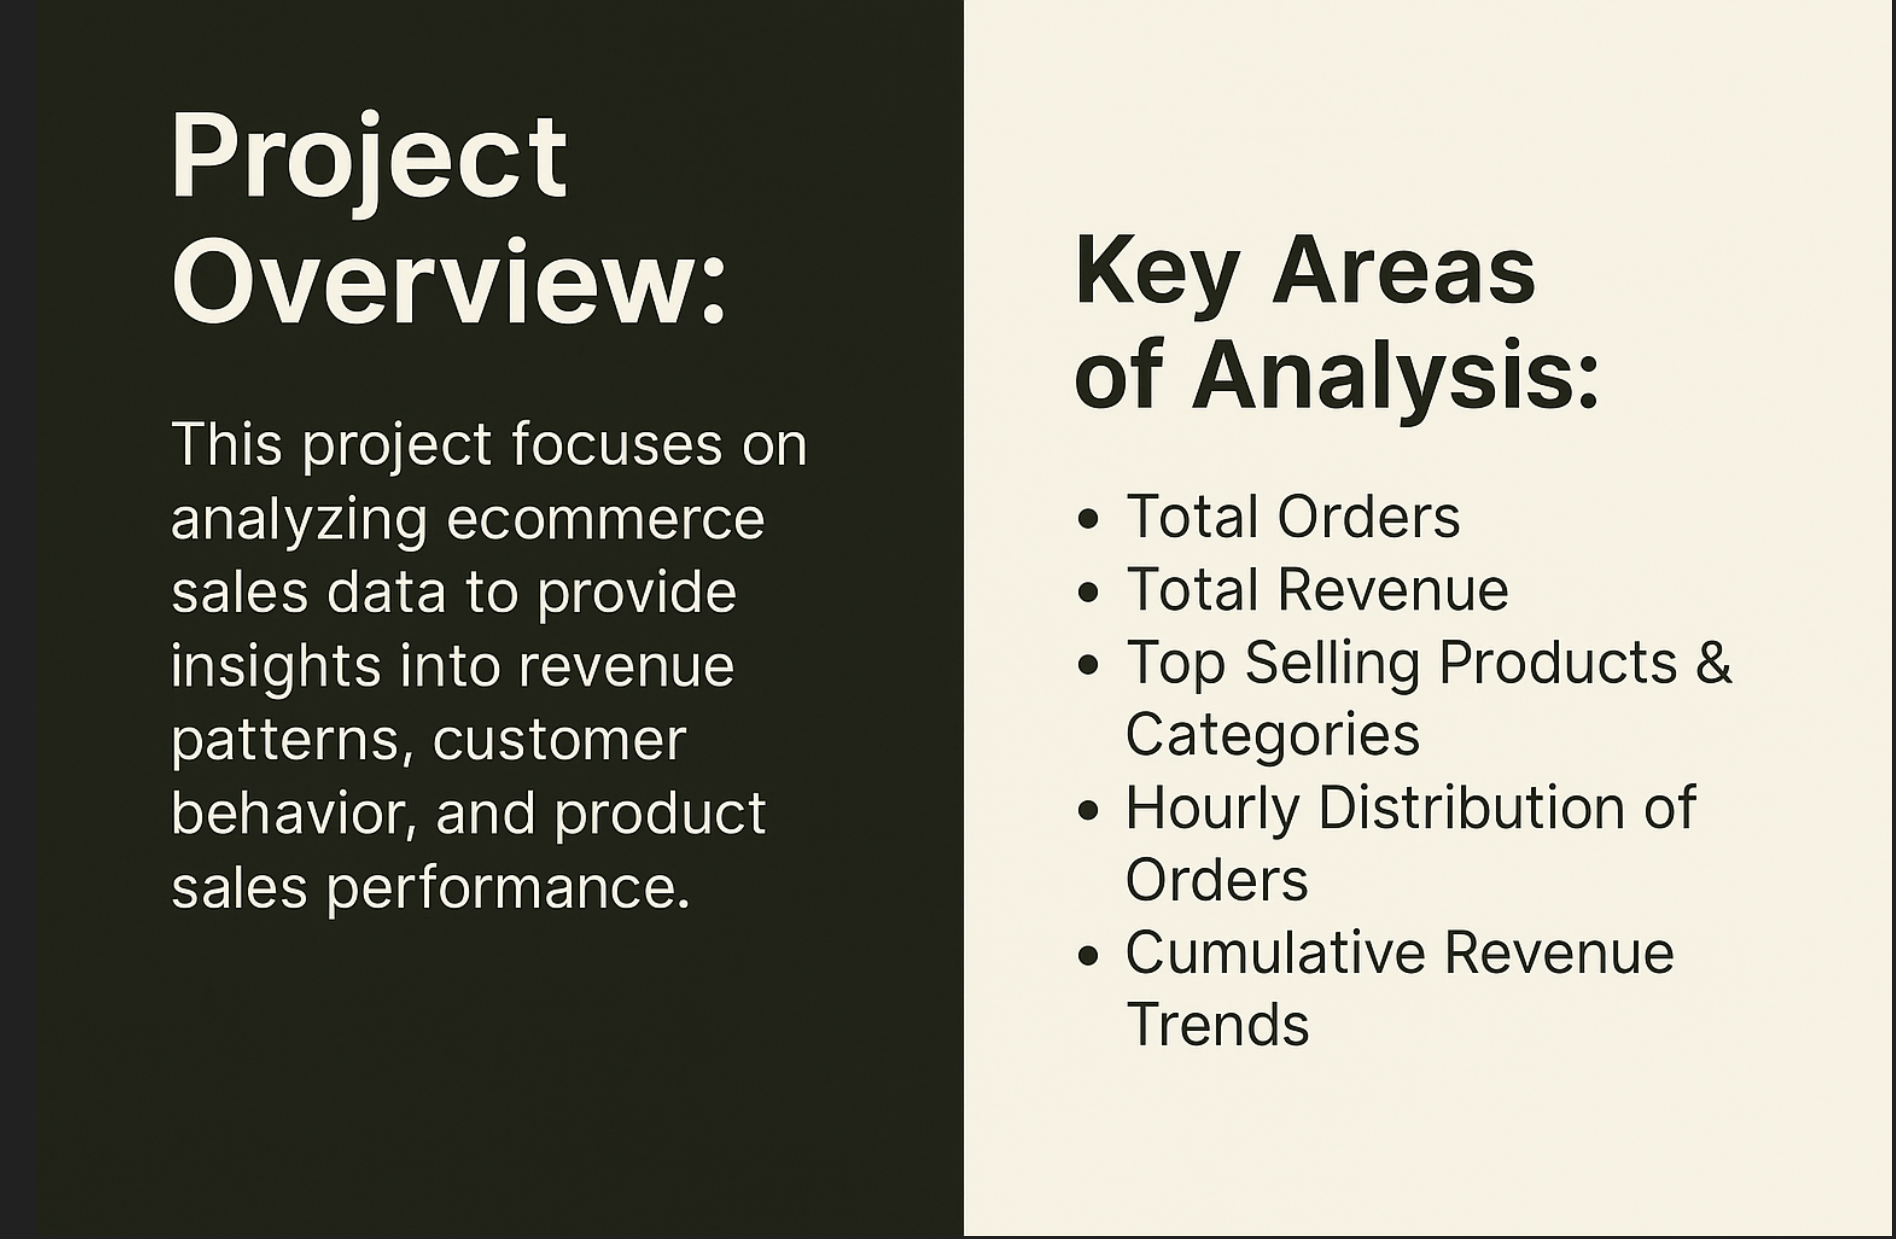 Project
Overview:
This project focuses on
analyzing ecommerce
sales data to provide
insights into revenue
patterns, customer
behavior, and product
sales performance.
Key Areas
of Analysis:
• Total Orders
• Total Revenue
• Top Selling Products &
Categories
• Hourly Distribution of
Orders
• Cumulative Revenue
Trends